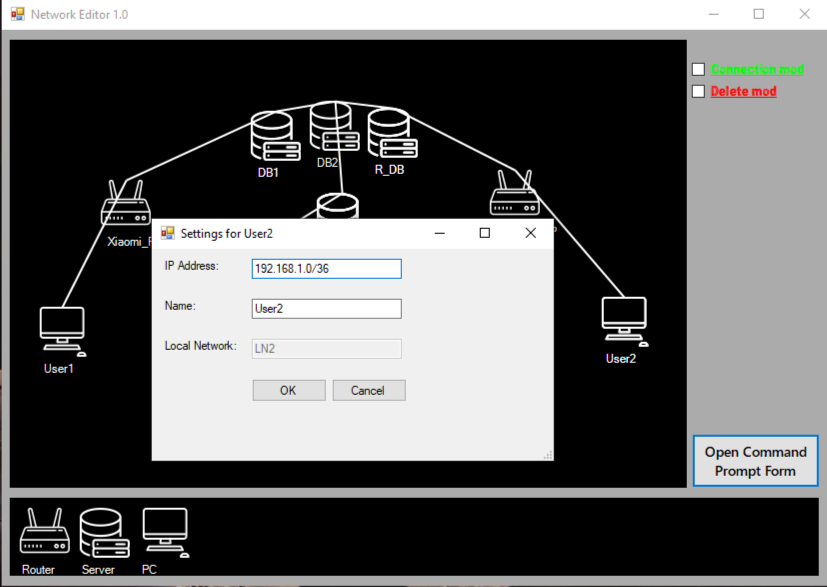 Network Editor 1.0
Connection mod
Delete mod
DB1
DB2
R_DB
Settings for User2
IP Address:
192.168.1.0/36
Name:
User2
Local Network:
LN2
OK
Cancel
User1
User2
Open Command
Prompt Form
Router
Server
PC